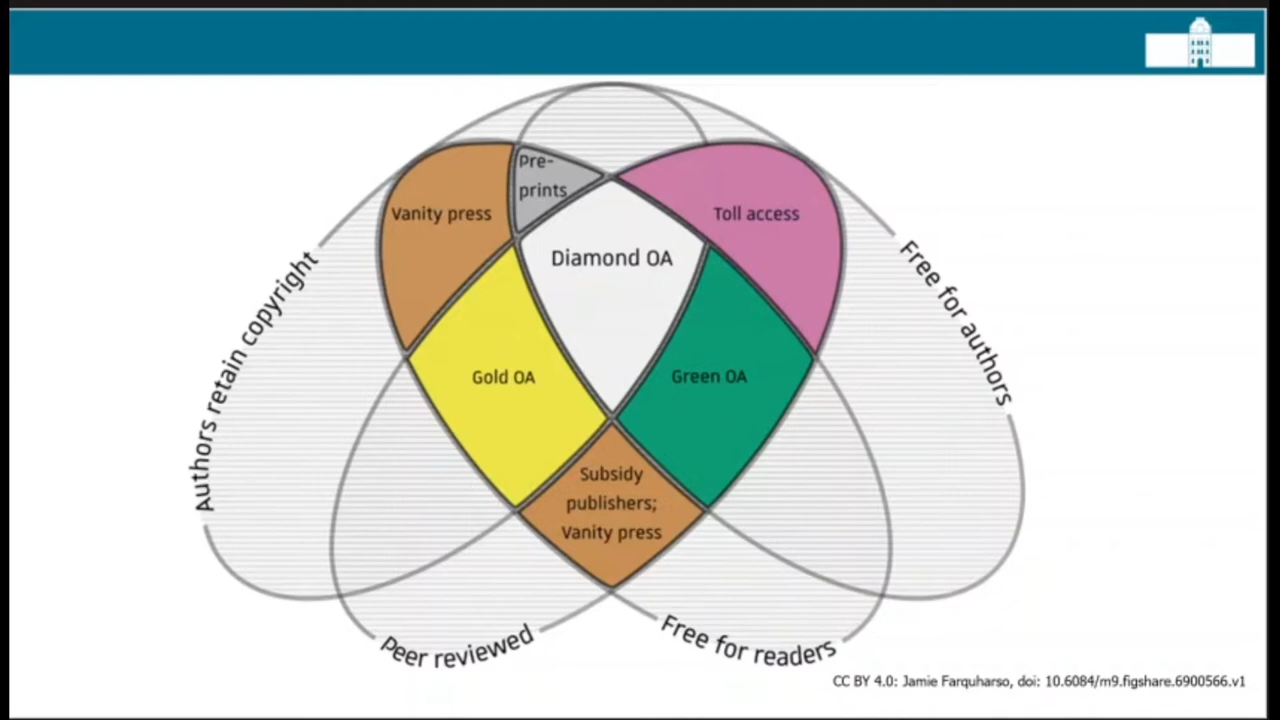 Pre-
prints
Vanity press
Toll access
Diamond OA
Authors retain copyright
Free for authors
Gold OA
Green OA
Subsidy
publishers;
Vanity press
Peer reviewed
Free for readers
CC BY 4.0: Jamie Farquharso, doi: 10.6084/m9.figshare.6900566.v1